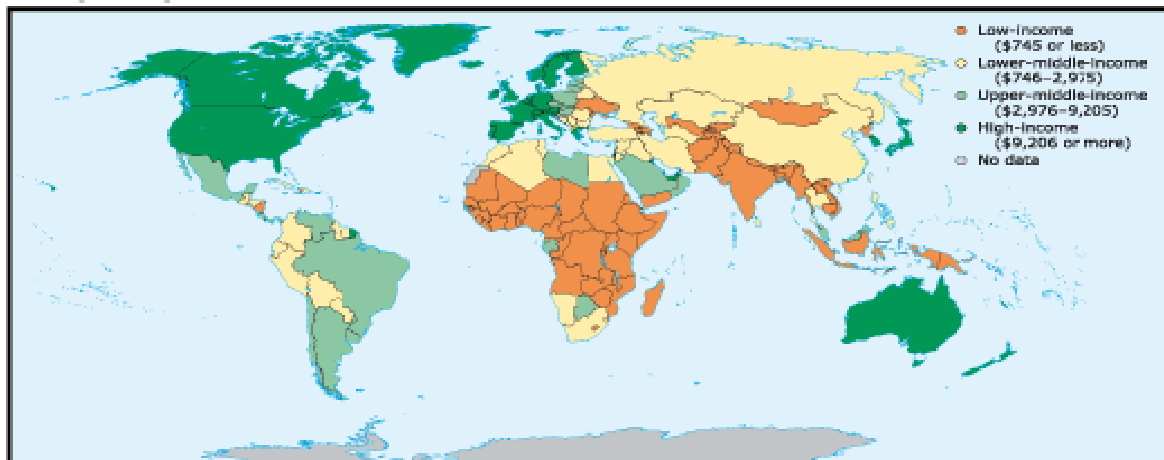 Low-income
($745 or less)
Lower-middle-income
($746–2,975)
Upper-middle-income
($2,976–9,205)
High-income
($9,206 or more)
No data